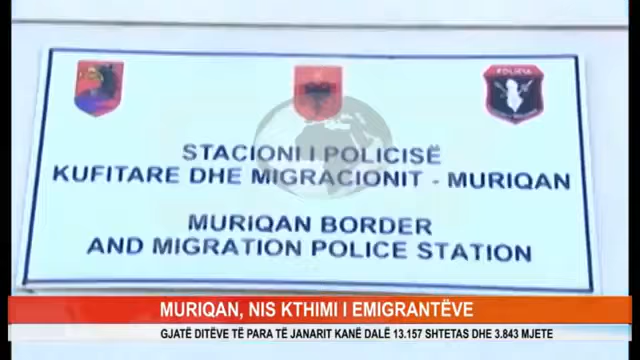 POLICIA
STACIONI I POLICISË
KUFITARE DHE MIGRACIONIT - MURIQAN
MURIQAN BORDER
AND MIGRATION POLICE STATION
MURIQAN, NIS KTHIMI I EMIGRANTËVE
GJATË DITËVE TË PARA TË JANARIT KANË DALË 13.157 SHTETAS DHE 3.843 MJETE